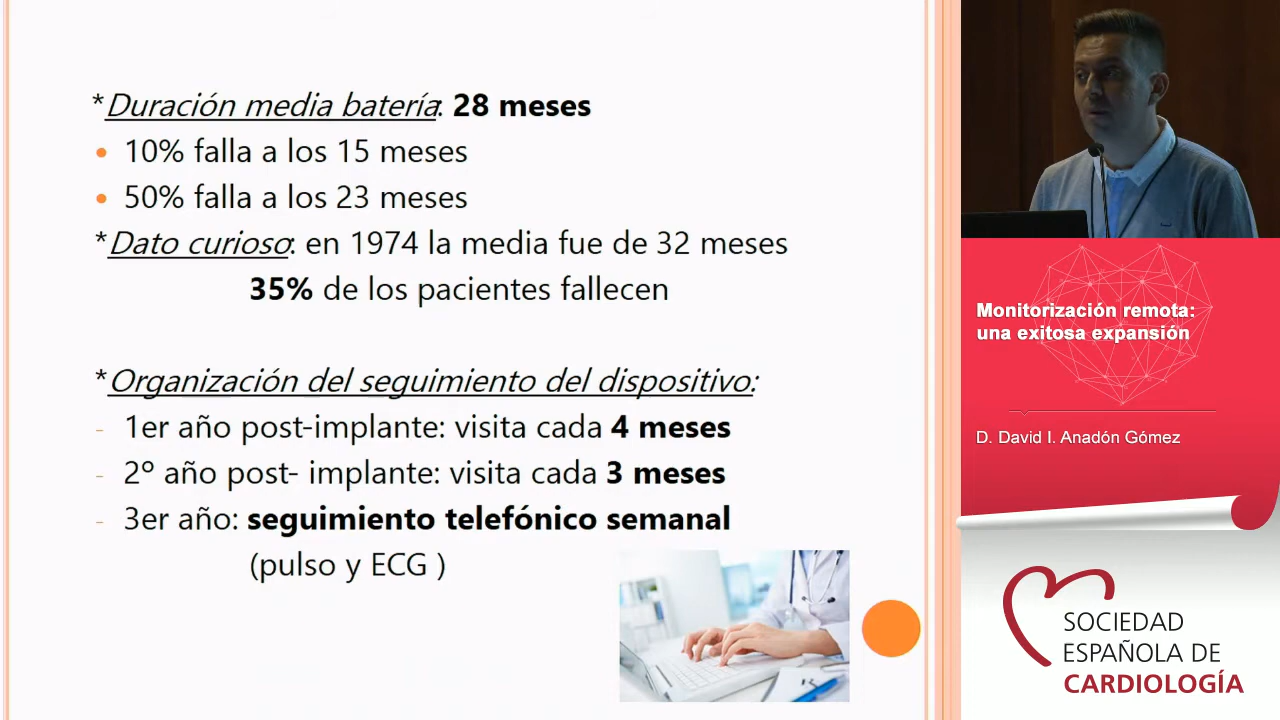 *Duración media batería: 28 meses
• 10% falla a los 15 meses
• 50% falla a los 23 meses
*Dato curioso: en 1974 la media fue de 32 meses
35% de los pacientes fallecen
*Organización del seguimiento del dispositivo:
- 1er año post-implante: visita cada 4 meses
- 2º año post- implante: visita cada 3 meses
- 3er año: seguimiento telefónico semanal
(pulso y ECG )
Monitorización remota:
una exitosa expansión
D. David I. Anadón Gómez
SOCIEDAD
ESPAÑOLA DE
CARDIOLOGÍA